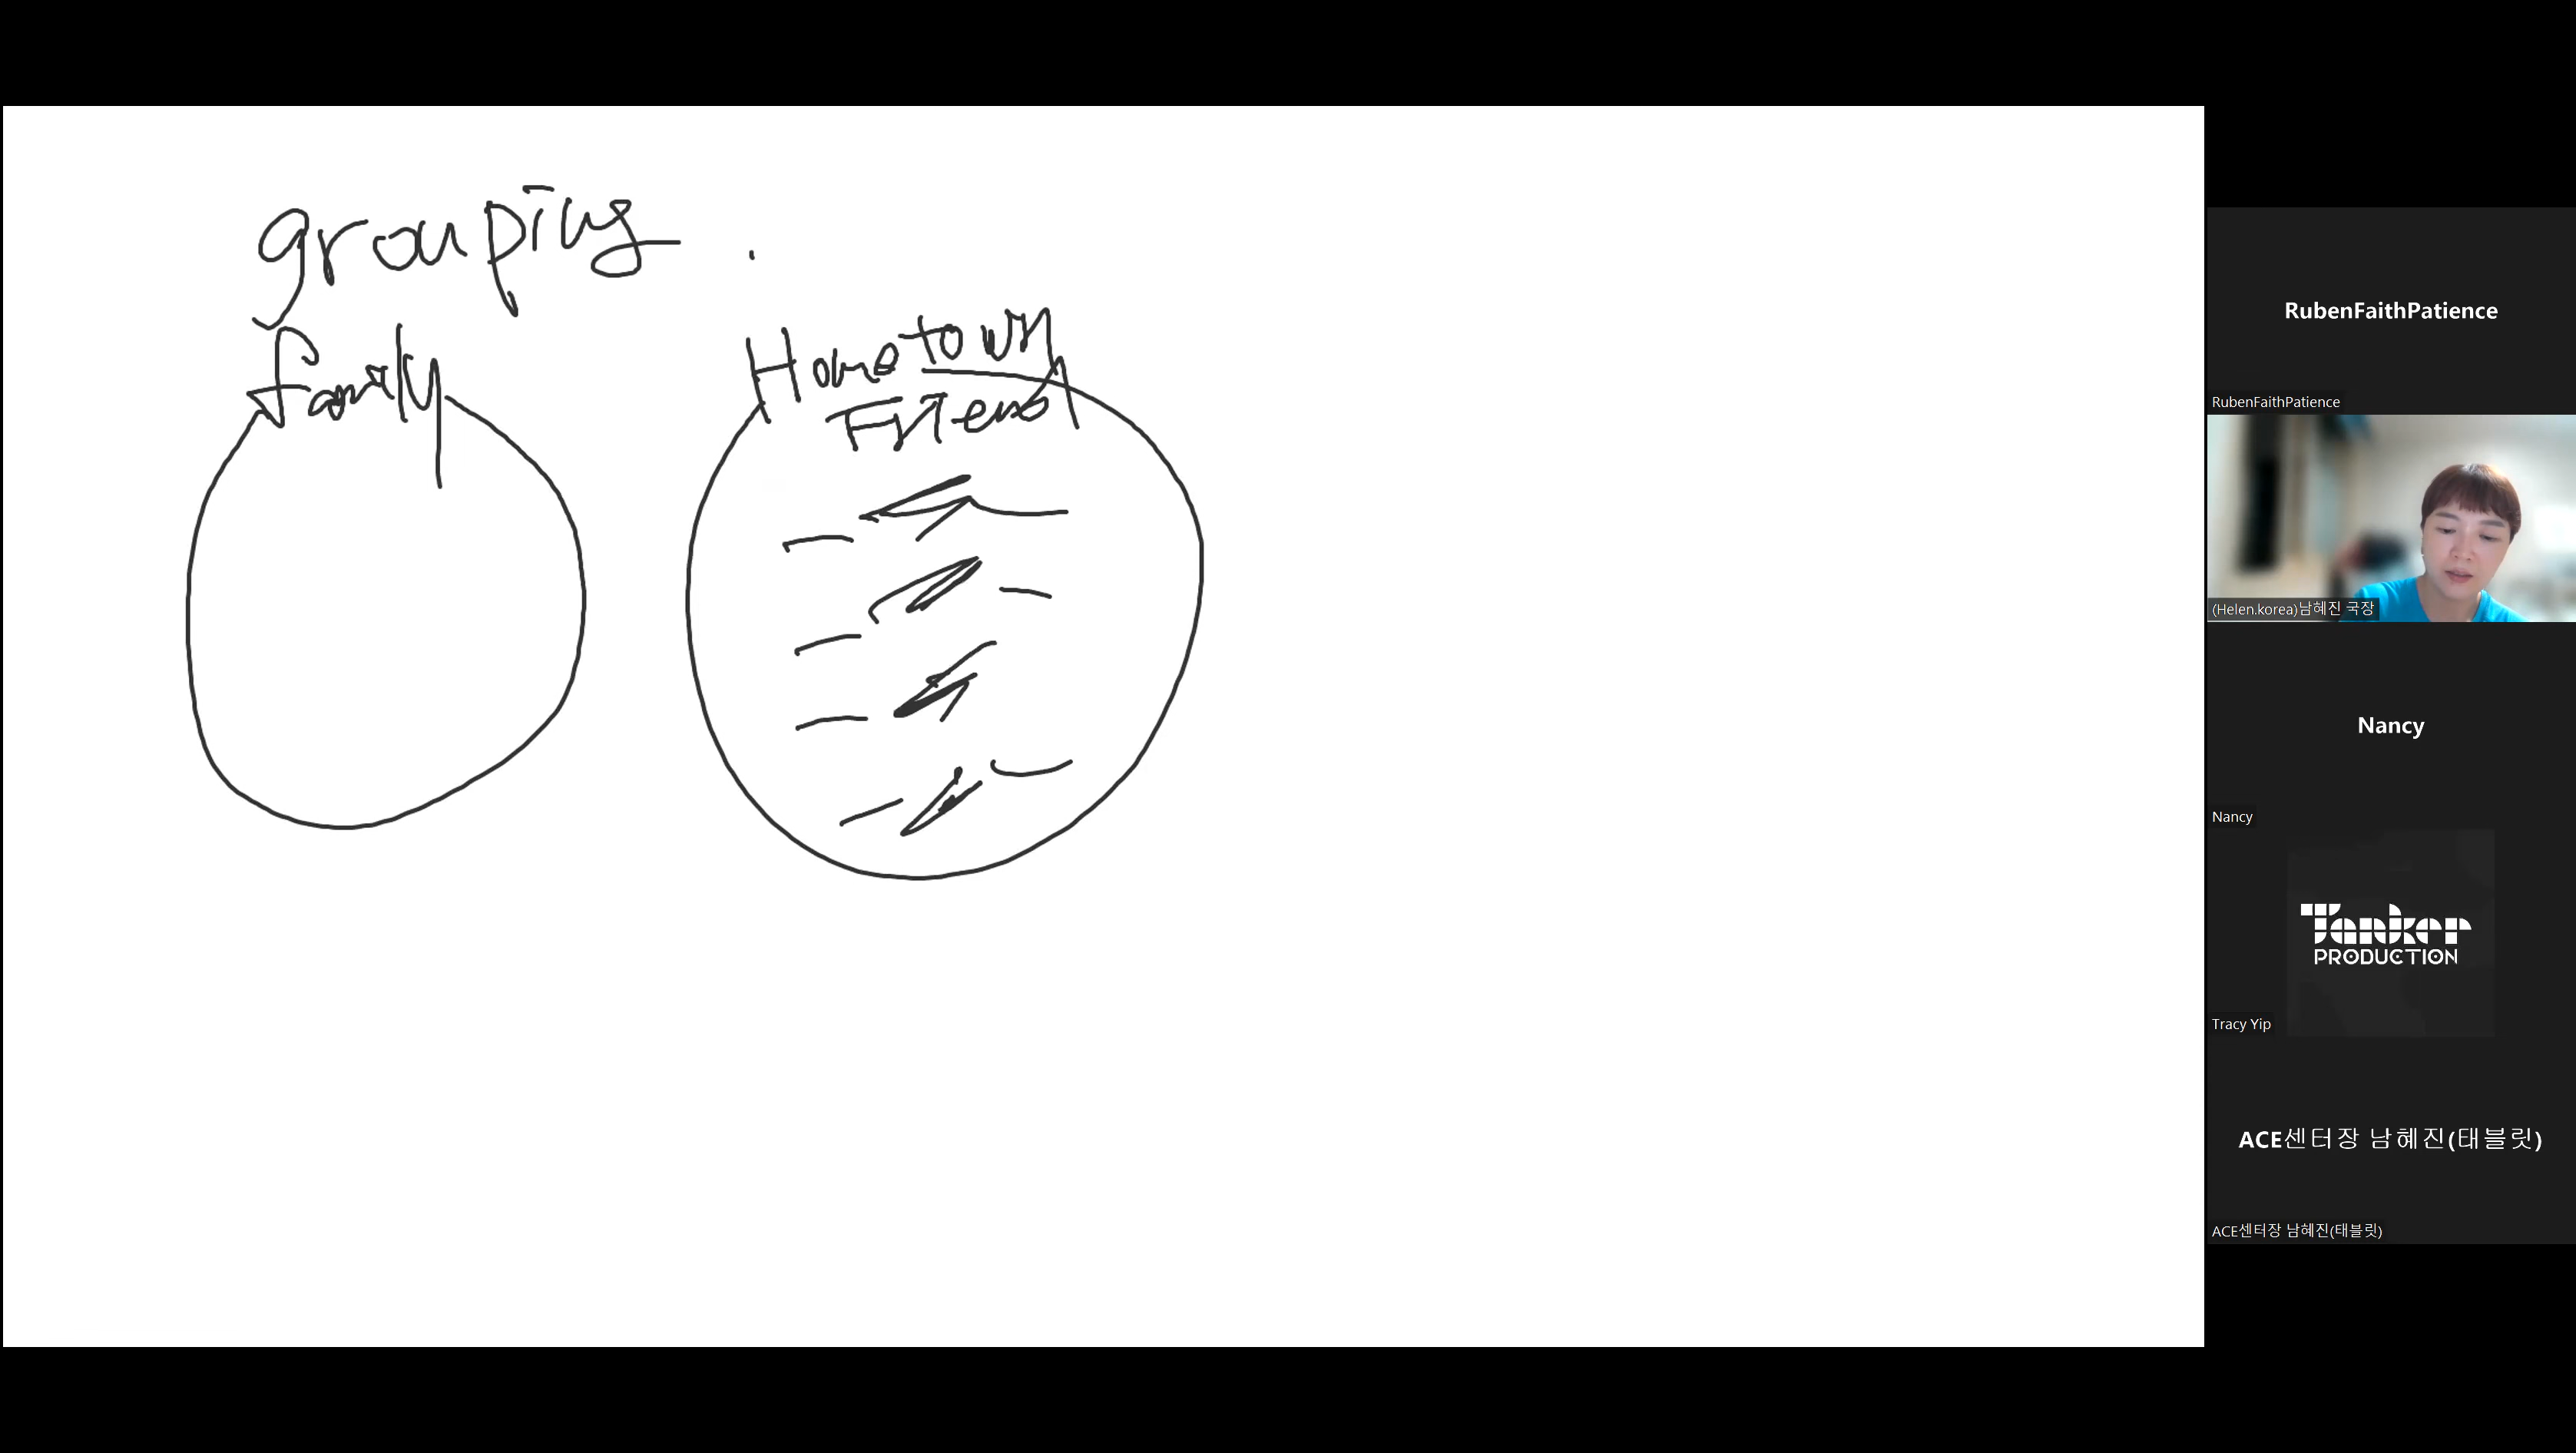 grouping
family
Hometown
Friend
RubenFaithPatience
RubenFaithPatience
(Helen.korea)남혜진 국장
Nancy
Nancy
Tanker
PRODUCTION
Tracy Yip
ACE센터장 남혜진(태블릿)
ACE센터장 남혜진(태블릿)